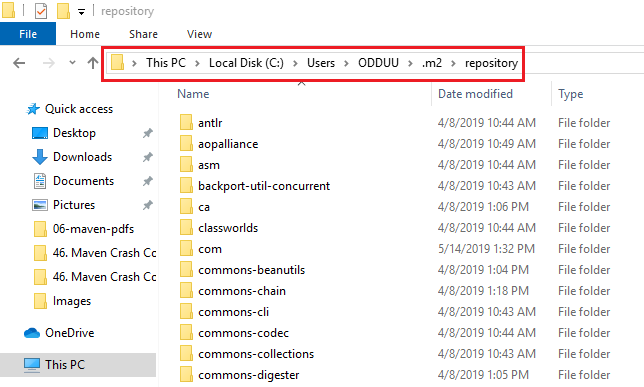 repository
File Home Share View
This PC Local Disk (C:) Users ODDUU .m2 repository
Name Date modified Type
Quick access
Desktop
Downloads
Documents
Pictures
06-maven-pdfs
46. Maven Crash Co
46. Maven Crash Co
Images
OneDrive
This PC
antlr 4/8/2019 10:44 AM File folder
aopalliance 4/8/2019 10:49 AM File folder
asm 4/8/2019 10:44 AM File folder
backport-util-concurrent 4/8/2019 10:43 AM File folder
ca 4/8/2019 1:06 PM File folder
classworlds 4/8/2019 10:44 AM File folder
com 5/14/2019 1:32 PM File folder
commons-beanutils 4/8/2019 1:04 PM File folder
commons-chain 4/8/2019 1:18 PM File folder
commons-cli 4/8/2019 10:43 AM File folder
commons-codec 4/8/2019 10:44 AM File folder
commons-collections 4/8/2019 10:43 AM File folder
commons-digester 4/8/2019 1:05 PM File folder